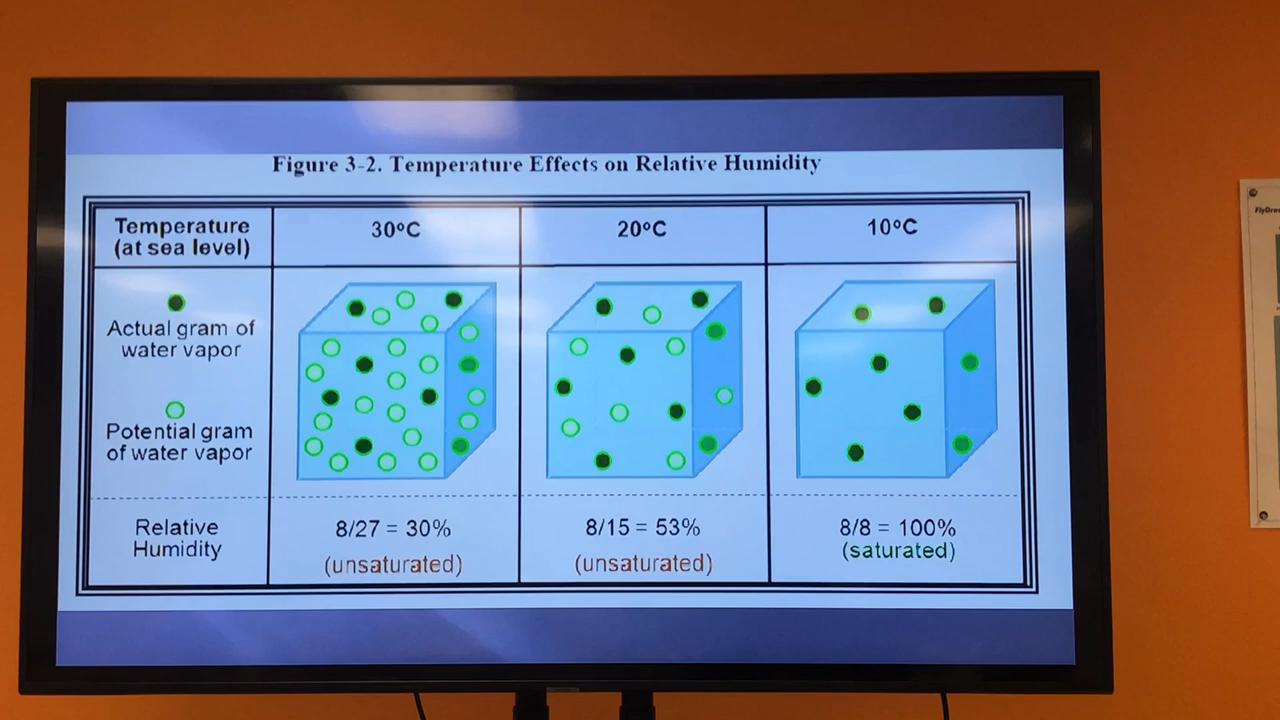 Figure 3-2. Temperature Effects on Relative Humidity
Temperature
(at sea level)
30°C
20°C
10°C
Actual gram of
water vapor
Potential gram
of water vapor
Relative
Humidity
8/27 = 30%
(unsaturated)
8/15 = 53%
(unsaturated)
8/8 = 100%
(saturated)